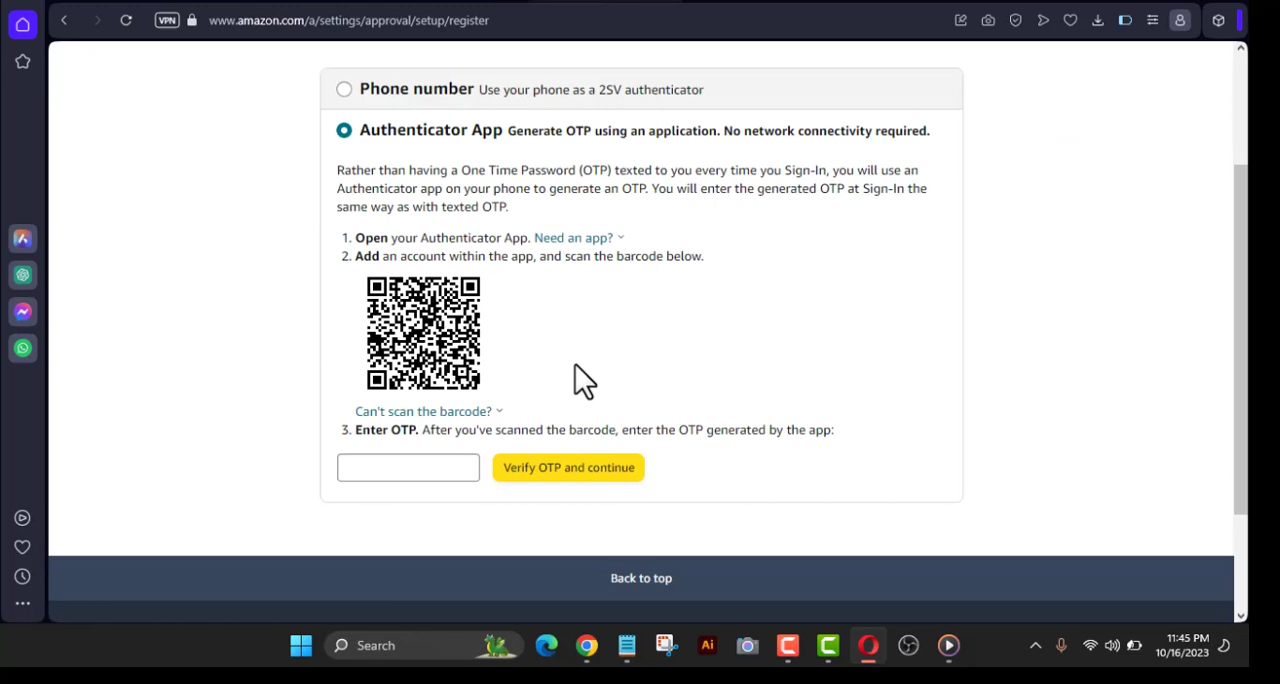 VPN
www.amazon.com/a/settings/approval/setup/register
Phone number Use your phone as a 2SV authenticator
Authenticator App Generate OTP using an application. No network connectivity required.
Rather than having a One Time Password (OTP) texted to you every time you Sign-In, you will use an
Authenticator app on your phone to generate an OTP. You will enter the generated OTP at Sign-In the
same way as with texted OTP.
1. Open your Authenticator App. Need an app?
2. Add an account within the app, and scan the barcode below.
Can't scan the barcode?
3. Enter OTP. After you've scanned the barcode, enter the OTP generated by the app:
Verify OTP and continue
Back to top
Search
Ai
11:45 PM
10/16/2023